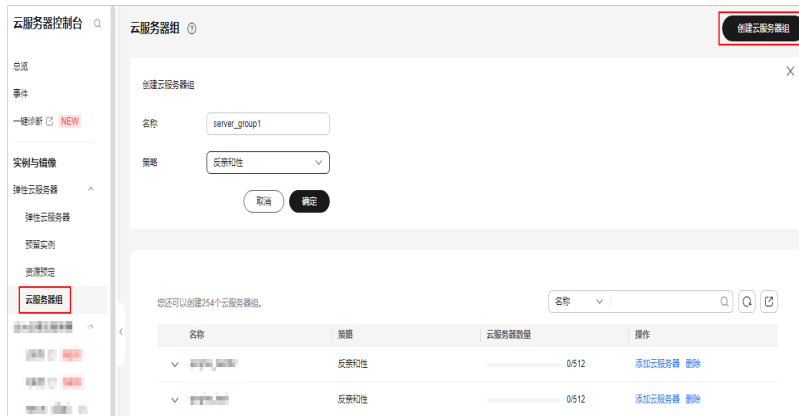 云服务器控制台
总览
事件
一键诊断 NEW
实例与镜像
弹性云服务器
弹性云服务器
预留实例
资源预定
云服务器组
云服务器组
创建云服务器组
创建云服务器组
名称 server_group1
策略 反亲和性
取消 确定
您还可以创建254个云服务器组。 名称
名称 策略 云服务器数量 操作
反亲和性 0/512 添加云服务器 删除
反亲和性 0/512 添加云服务器 删除